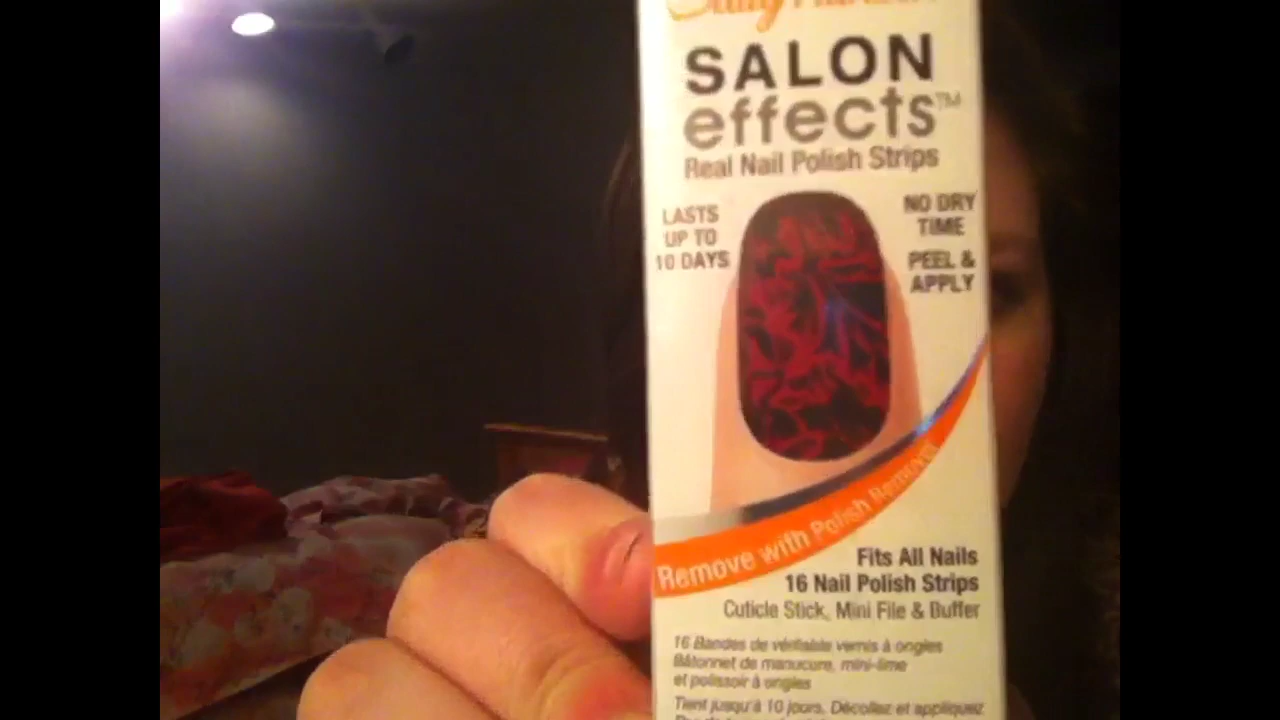 SALON
effects™
Real Nail Polish Strips
LASTS
UP TO
10 DAYS
NO DRY
TIME
PEEL &
APPLY
Remove with Polish Remover
Fits All Nails
16 Nail Polish Strips
Cuticle Stick, Mini File & Buffer
16 Bandes de véritable vernis à ongles
Bâtonnet de manucure, mini-lime
et polissoir à ongles
Tient jusqu'à 10 jours. Décollez et appliquez